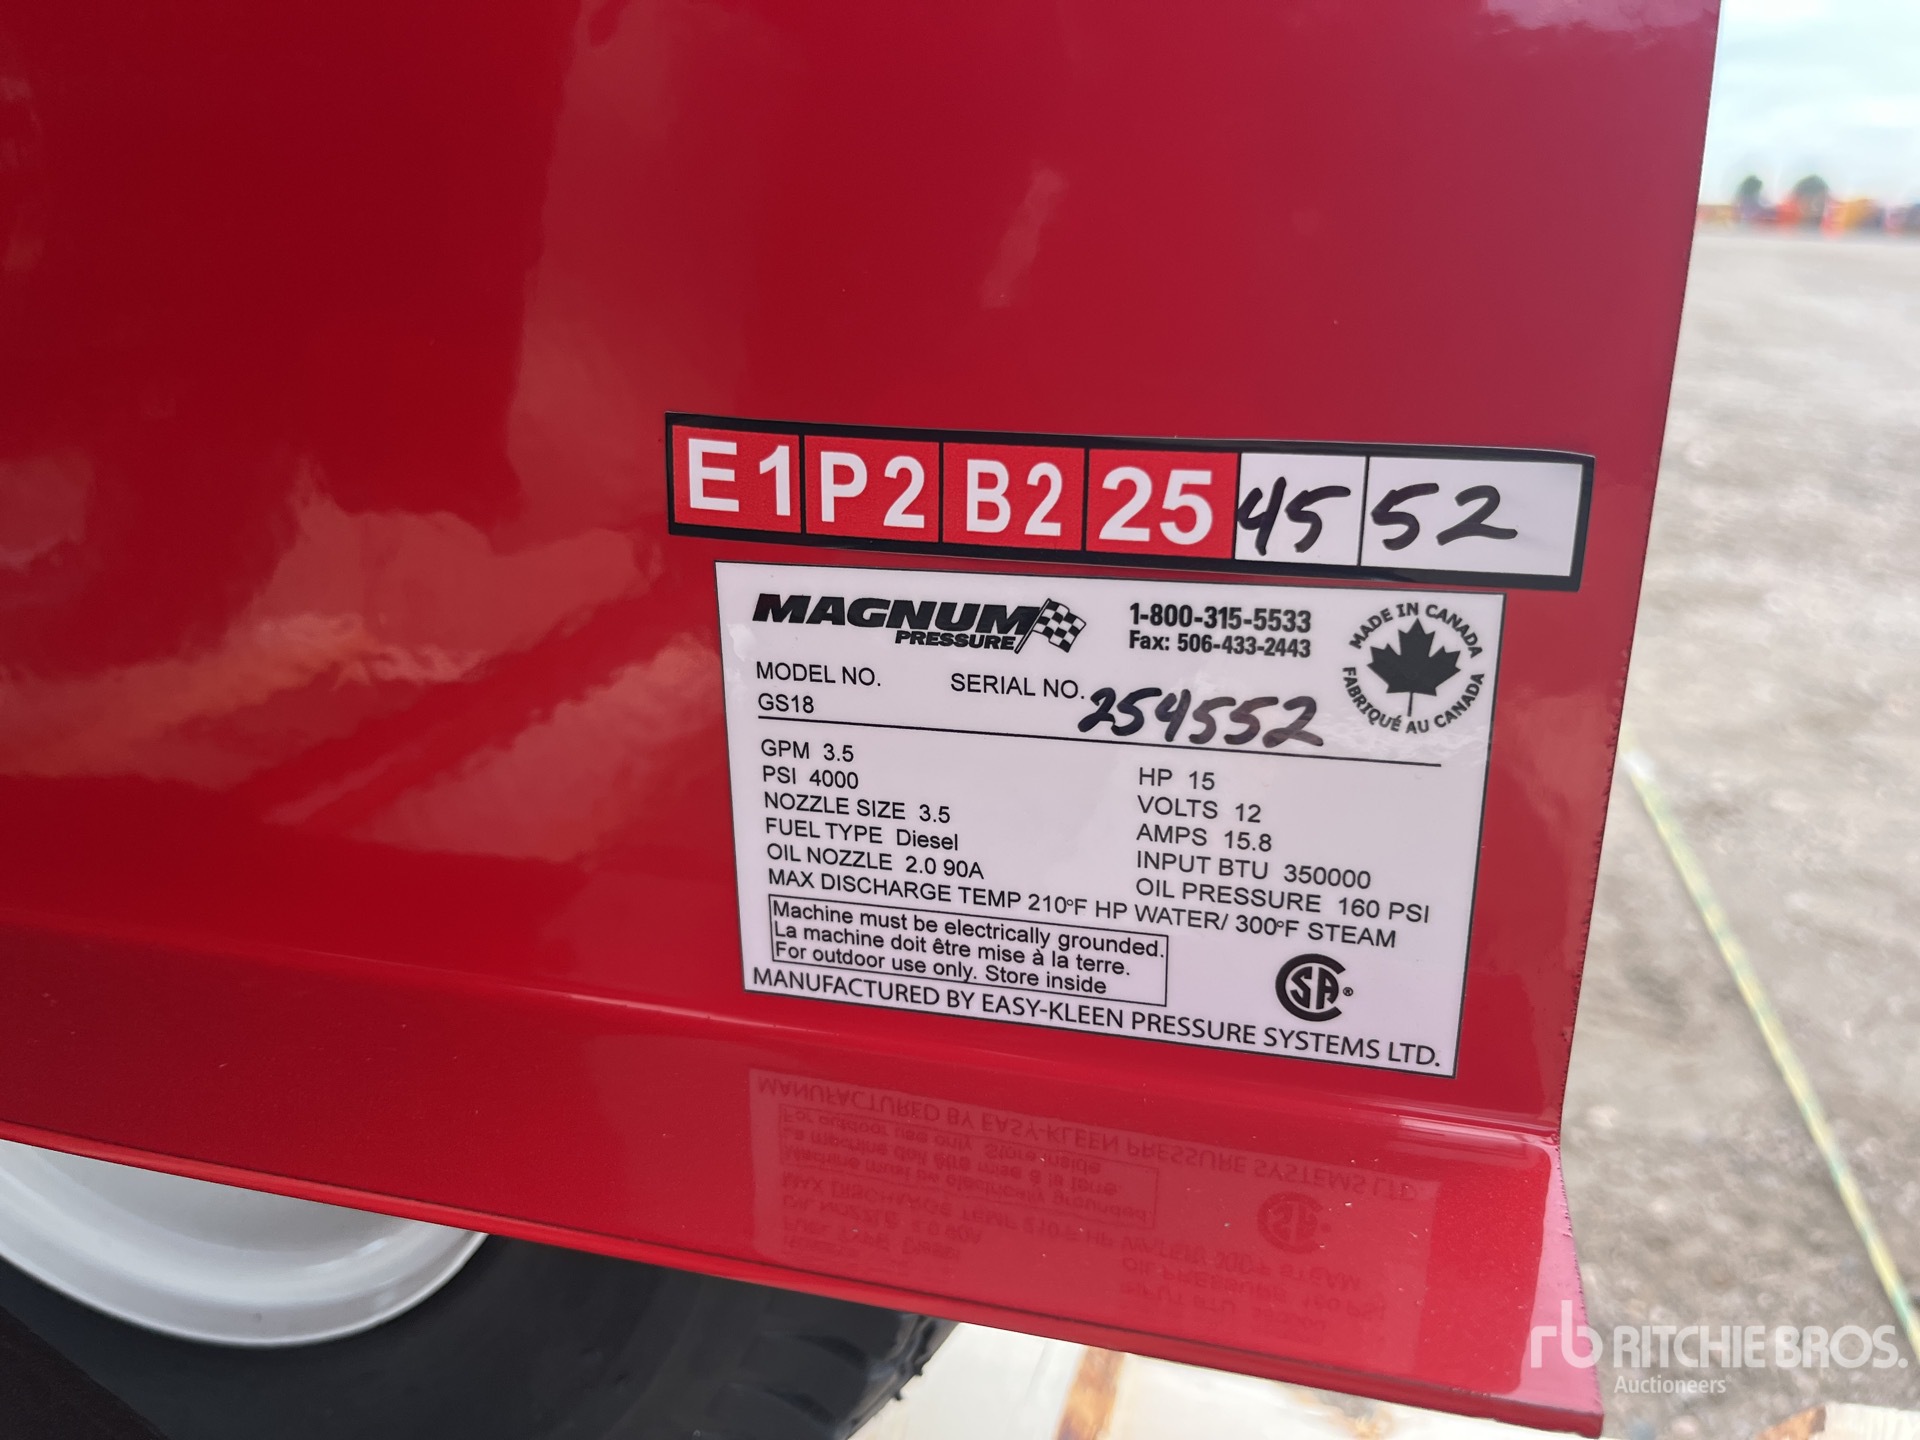 E1 P2 B2 25 45 52
MAGNUM
PRESSURE
1-800-315-5533
Fax: 506-433-2443
MADE IN CANADA
FABRIQUÉ AU CANADA
MODEL NO.
GS18
SERIAL NO. 254552
GPM 3.5
PSI 4000
NOZZLE SIZE 3.5
FUEL TYPE Diesel
OIL NOZZLE 2.0 90A
HP 15
VOLTS 12
AMPS 15.8
INPUT BTU 350000
OIL PRESSURE 160 PSI
MAX DISCHARGE TEMP 210°F HP WATER/ 300°F STEAM
Machine must be electrically grounded.
La machine doit être mise à la terre.
For outdoor use only. Store inside
CSA ®
MANUFACTURED BY EASY-KLEEN PRESSURE SYSTEMS LTD.
rb RITCHIE BROS.
Auctioneers